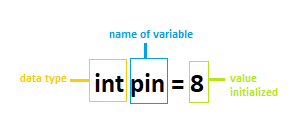 name of variable
data type
int pin = 8
value
initialized